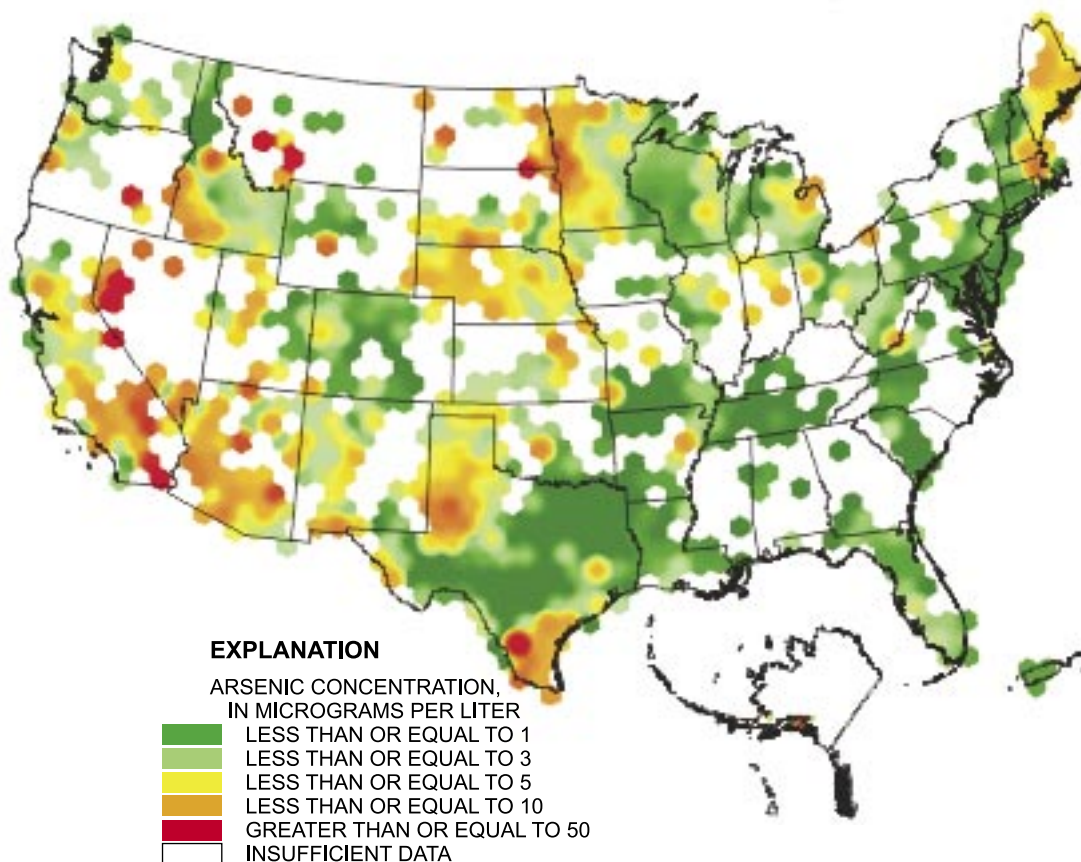 EXPLANATION
ARSENIC CONCENTRATION,
IN MICROGRAMS PER LITER
LESS THAN OR EQUAL TO 1
LESS THAN OR EQUAL TO 3
LESS THAN OR EQUAL TO 5
LESS THAN OR EQUAL TO 10
GREATER THAN OR EQUAL TO 50
INSUFFICIENT DATA